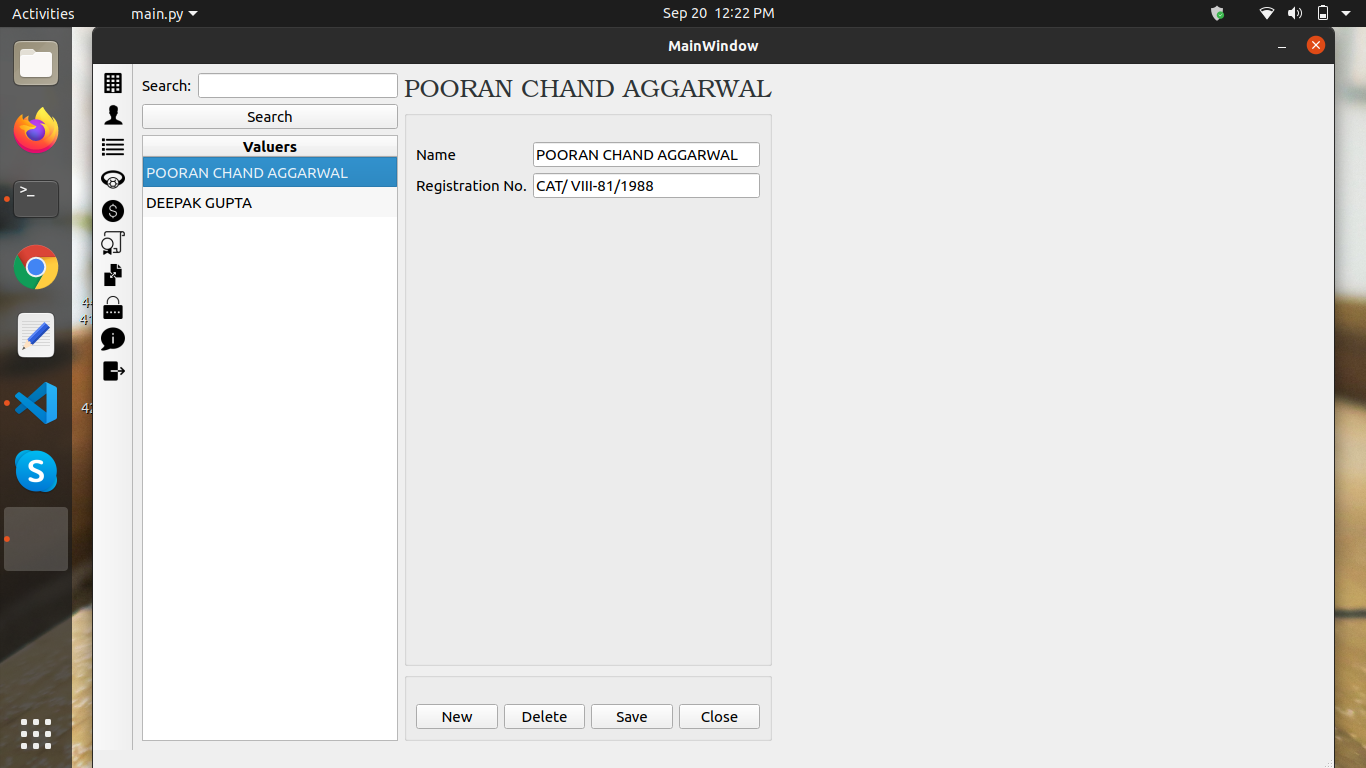 Activities main.py Sep 20 12:22 PM
MainWindow
Search:
Search
Valuers
POORAN CHAND AGGARWAL
DEEPAK GUPTA
POORAN CHAND AGGARWAL
Name POORAN CHAND AGGARWAL
Registration No. CAT/ VIII-81/1988
New Delete Save Close